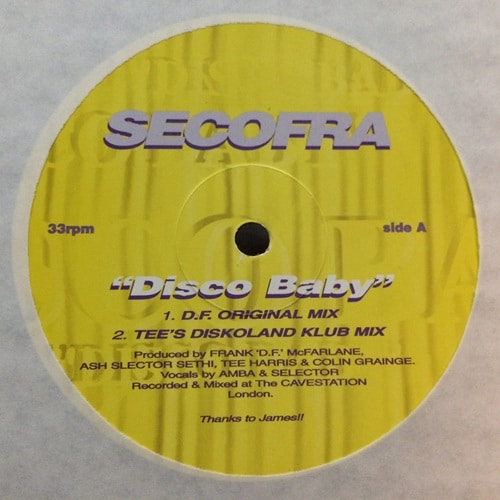 SECOFRA
33rpm
side A
"Disco Baby"
1. D.F. ORIGINAL MIX
2. TEE'S DISKOLAND KLUB MIX
Produced by FRANK 'D.F.' McFARLANE,
ASH SLECTOR SETHI, TEE HARRIS & COLIN GRAINGE.
Vocals by AMBA & SELECTOR
Recorded & Mixed at The CAVESTATION
London.
Thanks to James!!